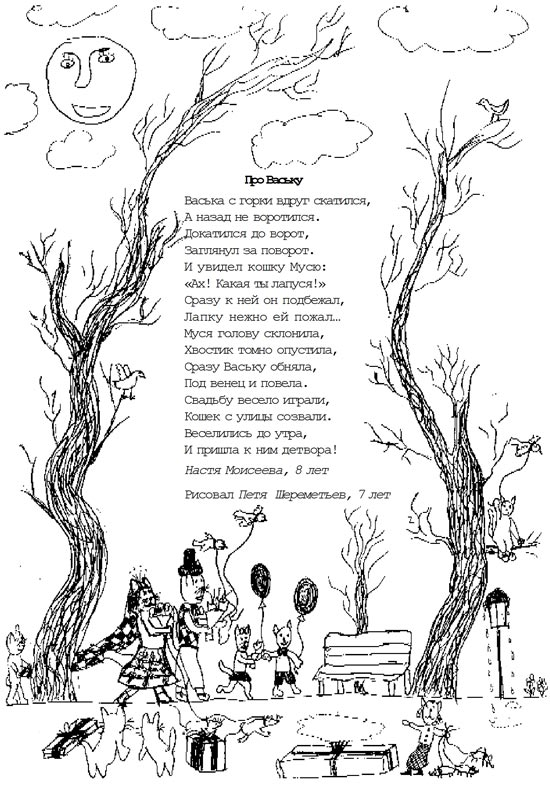 Про Ваську
Васька с горки вдруг скатился,
А назад не воротился.
Докатился до ворот,
Заглянул за поворот.
И увидел кошку Мусю:
«Ах! Какая ты лапуся!»
Сразу к ней он подбежал,
Лапку нежно ей пожал…
Муся голову склонила,
Хвостик томно опустила,
Сразу Ваську обняла,
Под венец и повела.
Свадьбу весело играли,
Кошек с улицы созвали.
Веселились до утра,
И пришла к ним детвора!
Настя Моисеева, 8 лет
Рисовал Петя Шереметьев, 7 лет